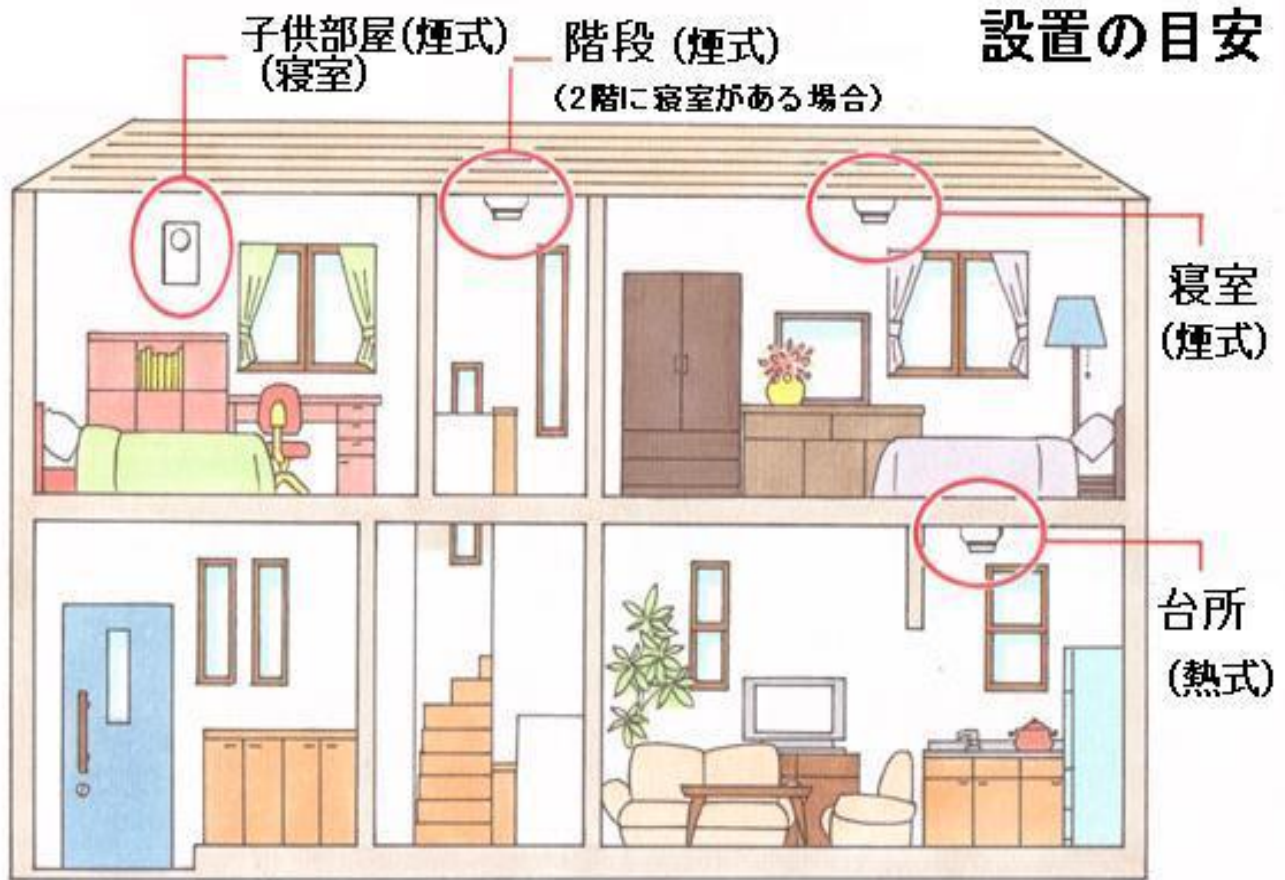 設置の目安
子供部屋(煙式)
(寝室)
階段 (煙式)
(2階に寝室がある場合)
寝室
(煙式)
台所
(熱式)